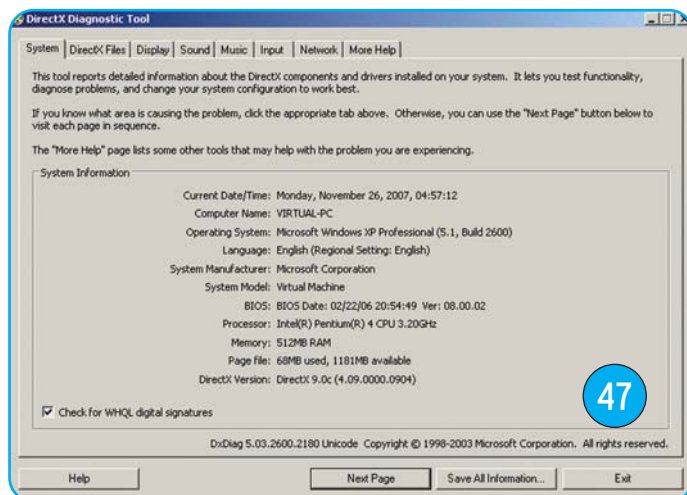 DirectX Diagnostic Tool
System DirectX Files Display Sound Music Input Network More Help
This tool reports detailed information about the DirectX components and drivers installed on your system. It lets you test functionality,
diagnose problems, and change your system configuration to work best.
If you know what area is causing the problem, click the appropriate tab above. Otherwise, you can use the "Next Page" button below to
visit each page in sequence.
The "More Help" page lists some other tools that may help with the problem you are experiencing.
System Information
Current Date/Time: Monday, November 26, 2007, 04:57:12
Computer Name: VIRTUAL-PC
Operating System: Microsoft Windows XP Professional (5.1, Build 2600)
Language: English (Regional Setting: English)
System Manufacturer: Microsoft Corporation
System Model: Virtual Machine
BIOS: BIOS Date: 02/22/06 20:54:49 Ver: 08.00.02
Processor: Intel(R) Pentium(R) 4 CPU 3.20GHz
Memory: 512MB RAM
Page file: 68MB used, 1181MB available
DirectX Version: DirectX 9.0c (4.09.0000.0904)
47
Check for WHQL digital signatures
DxDiag 5.03.2600.2180 Unicode Copyright © 1998-2003 Microsoft Corporation. All rights reserved.
Help Next Page Save All Information... Exit